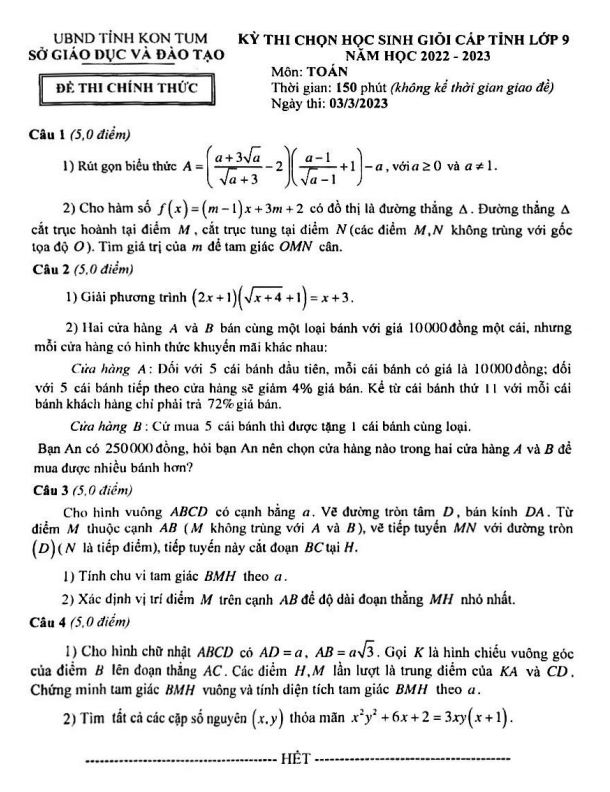 UBND TỈNH KON TUM
SỞ GIÁO DỤC VÀ ĐÀO TẠO
ĐỀ THI CHÍNH THỨC
KỲ THI CHỌN HỌC SINH GIỎI CẤP TỈNH LỚP 9
NĂM HỌC 2022 - 2023
Môn: TOÁN
Thời gian: 150 phút (không kể thời gian giao đề)
Ngày thi: 03/3/2023
Câu 1 (5,0 điểm)
1) Rút gọn biểu thức A = ((a+3√a)/(√a+3) − 2)((a−1)/(√a−1) + 1) − a, với a ≥ 0 và a ≠ 1.
2) Cho hàm số f(x) = (m−1)x + 3m + 2 có đồ thị là đường thẳng Δ. Đường thẳng Δ
cắt trục hoành tại điểm M, cắt trục tung tại điểm N (các điểm M, N không trùng với gốc
tọa độ O). Tìm giá trị của m để tam giác OMN cân.
Câu 2 (5,0 điểm)
1) Giải phương trình (2x+1)(√(x+4)+1) = x+3.
2) Hai cửa hàng A và B bán cùng một loại bánh với giá 10000 đồng một cái, nhưng
mỗi cửa hàng có hình thức khuyến mãi khác nhau:
Cửa hàng A: Đối với 5 cái bánh đầu tiên, mỗi cái bánh có giá là 10000 đồng; đối
với 5 cái bánh tiếp theo cửa hàng sẽ giảm 4% giá bán. Kể từ cái bánh thứ 11 với mỗi cái
bánh khách hàng chỉ phải trả 72% giá bán.
Cửa hàng B: Cứ mua 5 cái bánh thì được tặng 1 cái bánh cùng loại.
Bạn An có 250000 đồng, hỏi bạn An nên chọn cửa hàng nào trong hai cửa hàng A và B để
mua được nhiều bánh hơn?
Câu 3 (5,0 điểm)
Cho hình vuông ABCD có cạnh bằng a. Vẽ đường tròn tâm D, bán kính DA. Từ
điểm M thuộc cạnh AB (M không trùng với A và B), vẽ tiếp tuyến MN với đường tròn
(D) (N là tiếp điểm), tiếp tuyến này cắt đoạn BC tại H.
1) Tính chu vi tam giác BMH theo a.
2) Xác định vị trí điểm M trên cạnh AB để độ dài đoạn thẳng MH nhỏ nhất.
Câu 4 (5,0 điểm)
1) Cho hình chữ nhật ABCD có AD = a, AB = a√3. Gọi K là hình chiếu vuông góc
của điểm B lên đoạn thẳng AC. Các điểm H, M lần lượt là trung điểm của KA và CD.
Chứng minh tam giác BMH vuông và tính diện tích tam giác BMH theo a.
2) Tìm tất cả các cặp số nguyên (x, y) thỏa mãn x²y² + 6x + 2 = 3xy(x+1).
---------- HẾT ----------